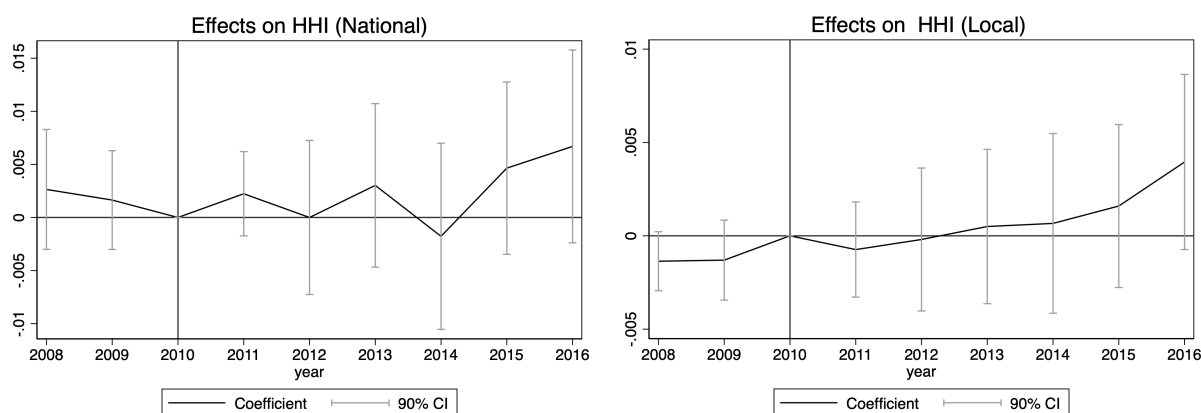 Effects on HHI (National)
.015
.01
.005
0
-.005
-.01
2008 2009 2010 2011 2012 2013 2014 2015 2016
year
Coefficient 90% CI
Effects on HHI (Local)
.01
.005
0
-.005
2008 2009 2010 2011 2012 2013 2014 2015 2016
year
Coefficient 90% CI